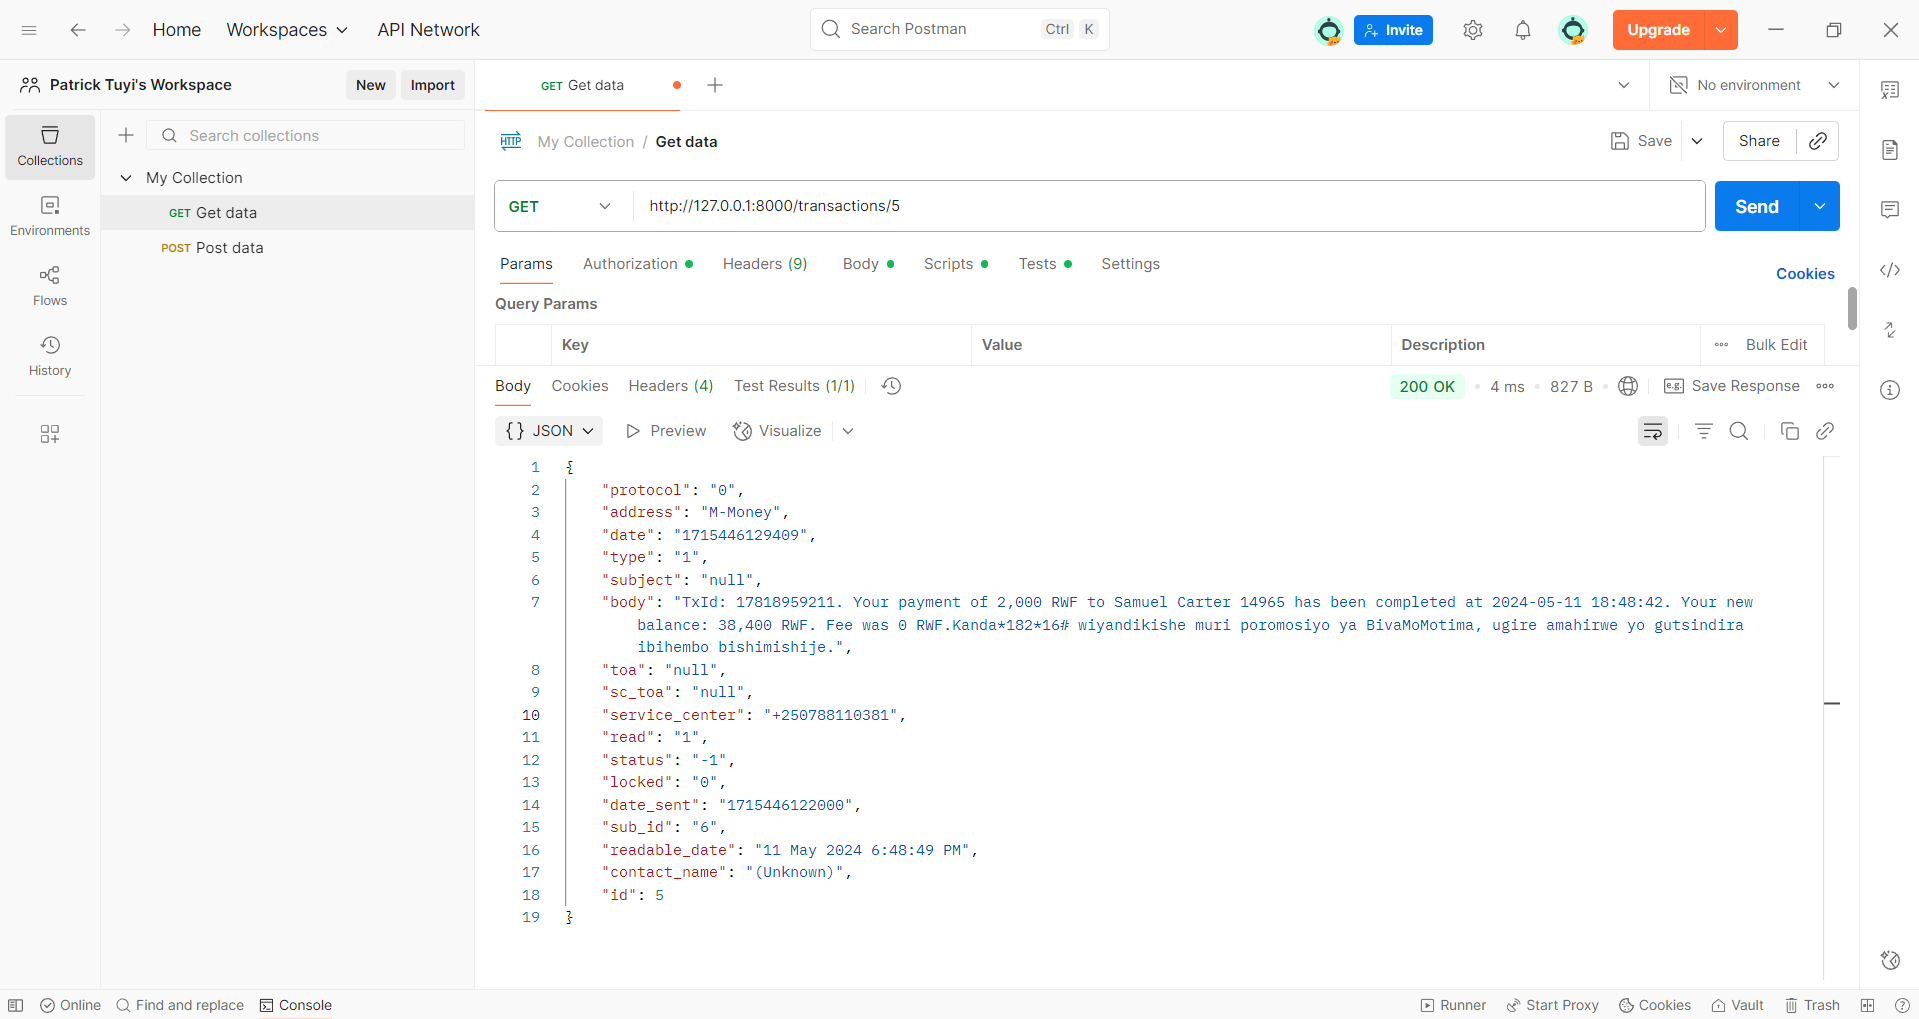 Home
Workspaces
API Network
Search Postman
Ctrl K
Invite
Upgrade
Patrick Tuyi's Workspace
New
Import
GET Get data
No environment
Collections
Search collections
My Collection
GET Get data
POST Post data
Environments
Flows
History
HTTP
My Collection / Get data
Save
Share
GET
http://127.0.0.1:8000/transactions/5
Send
Params
Authorization
Headers (9)
Body
Scripts
Tests
Settings
Cookies
Query Params
Key
Value
Description
Bulk Edit
Body
Cookies
Headers (4)
Test Results (1/1)
200 OK
4 ms
827 B
e.g.
Save Response
{} JSON
Preview
Visualize
1 {
2 "protocol": "0",
3 "address": "M-Money",
4 "date": "1715446129409",
5 "type": "1",
6 "subject": "null",
7 "body": "TxId: 17818959211. Your payment of 2,000 RWF to Samuel Carter 14965 has been completed at 2024-05-11 18:48:42. Your new
balance: 38,400 RWF. Fee was 0 RWF.Kanda*182*16# wiyandikishe muri poromosiyo ya BivaMoMotima, ugire amahirwe yo gutsindira
ibihembo bishimishije.",
8 "toa": "null",
9 "sc_toa": "null",
10 "service_center": "+250788110381",
11 "read": "1",
12 "status": "-1",
13 "locked": "0",
14 "date_sent": "1715446122000",
15 "sub_id": "6",
16 "readable_date": "11 May 2024 6:48:49 PM",
17 "contact_name": "(Unknown)",
18 "id": 5
19 }
Online
Find and replace
Console
Runner
Start Proxy
Cookies
Vault
Trash